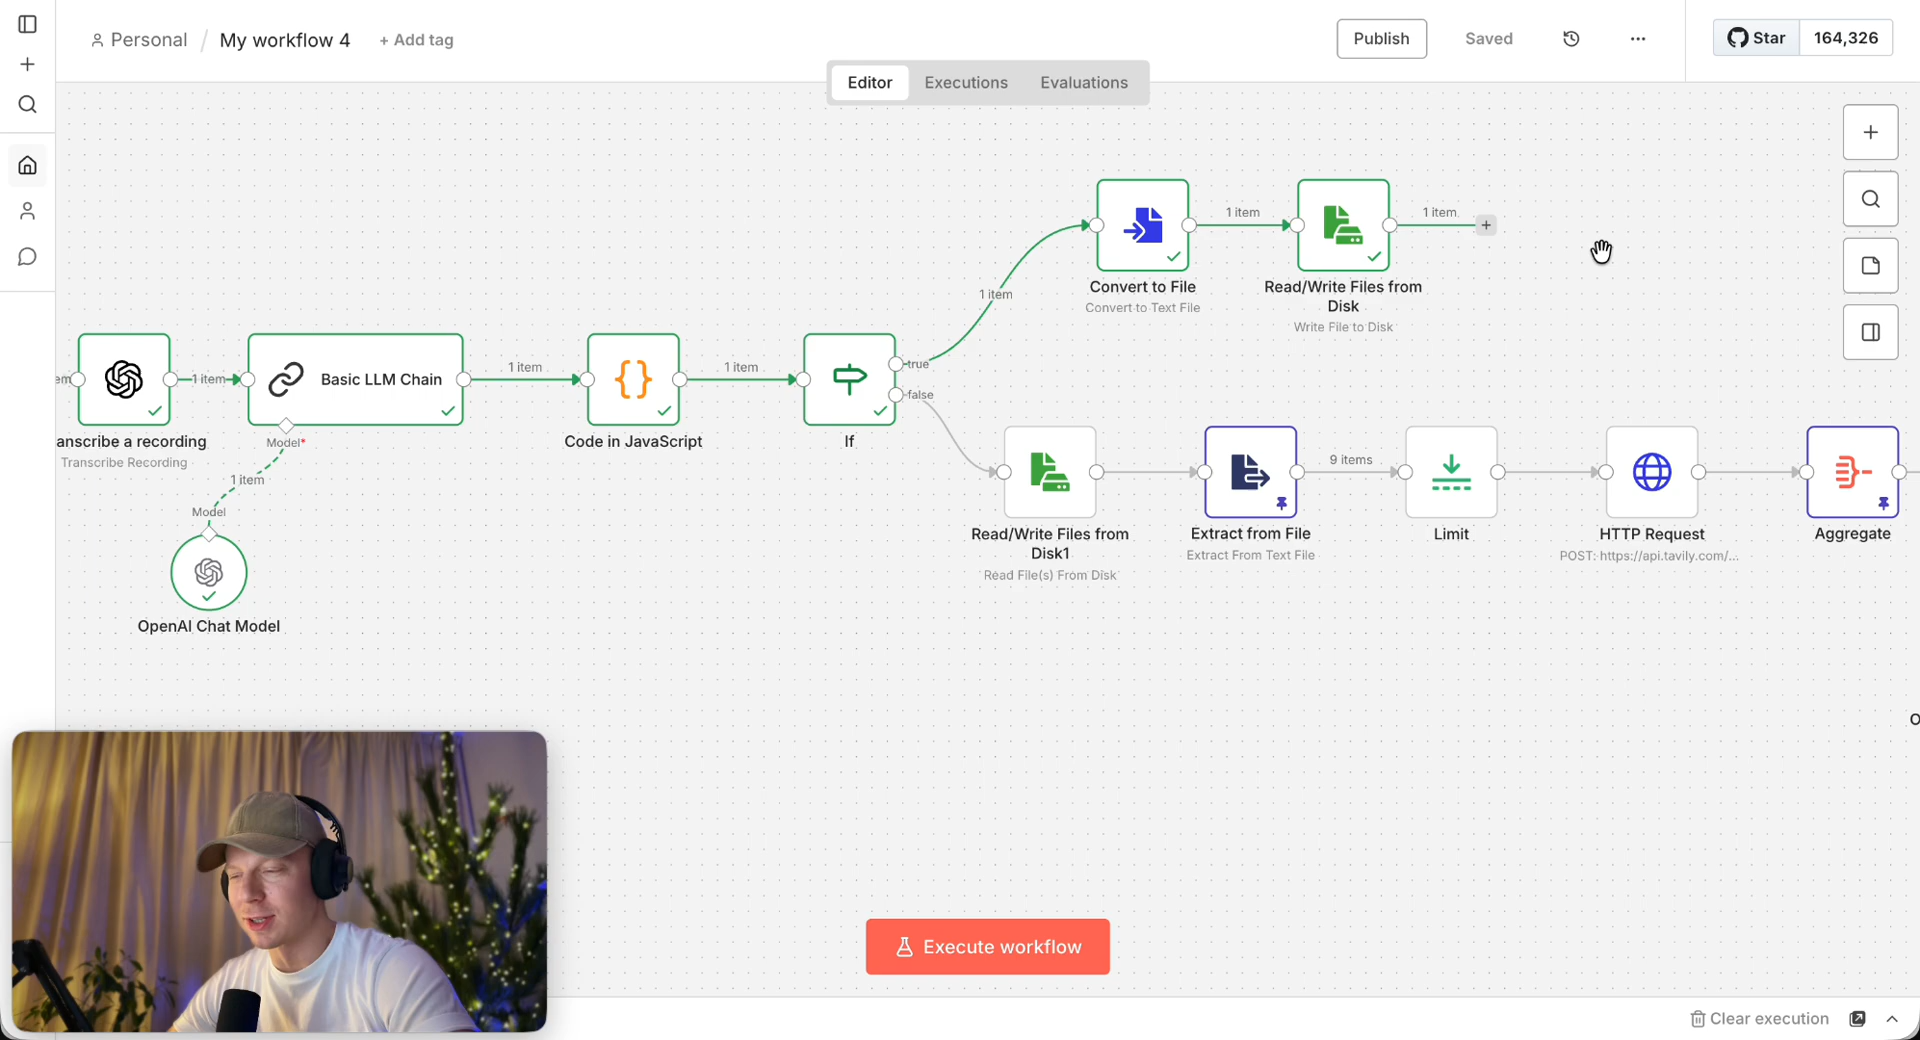 Personal / My workflow 4 + Add tag
Publish Saved ... Star 164,326
Editor Executions Evaluations
1 item 1 item
Convert to File
Convert to Text File
Read/Write Files from
Disk
Write File to Disk
1 item
em 1 item Basic LLM Chain 1 item {} 1 item true
false
anscribe a recording
Transcribe Recording
Model*
Code in JavaScript
If
1 item
Model
OpenAI Chat Model
9 items
Read/Write Files from
Disk1
Read File(s) From Disk
Extract from File
Extract From Text File
Limit
HTTP Request
POST: https://api.tavily.com/...
Aggregate
O
Execute workflow
Clear execution